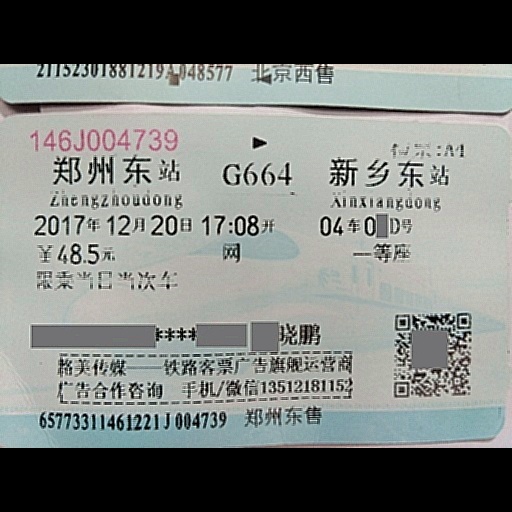 21152301881219A048577 北京西售
146J004739
检票:A4
郑州东站 G664 新乡东站
Zhengzhoudong Xinxiangdong
2017年12月20日17:08开 04车0 D号
￥48.5元 网 一等座
限乘当日当次车
**** 晓鹏
格美传媒——铁路客票广告旗舰运营商
广告合作咨询 手机/微信13512181152
65773311461221J004739 郑州东售